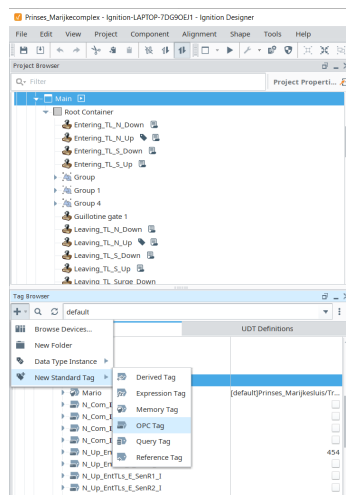 Prinses_Marijkecomplex - Ignition-LAPTOP-7DG9OEJ1 - Ignition Designer
File Edit View Project Component Alignment Shape Tools Help
Project Browser
Filter
Project Properti...
Main
Root Container
Entering_TL_N_Down
Entering_TL_N_Up
Entering_TL_S_Down
Entering_TL_S_Up
Group
Group 1
Group 4
Guillotine gate 1
Leaving_TL_N_Down
Leaving_TL_N_Up
Leaving_TL_S_Down
Leaving_TL_S_Up
Leaving_TL_Surge_Down
Tag Browser
default
Browse Devices...
UDT Definitions
New Folder
Data Type Instance
New Standard Tag
Derived Tag
Mario
[default]Prinses_Marijkesluis/Tr...
Expression Tag
N_Com_E
Memory Tag
N_Com_
OPC Tag
N_Com_
Query Tag
N_Com_
Reference Tag
N_Up_En
454
N_Up_En
N_Up_EntTLs_E_SenR1_I
N_Up_EntTLs_E_SenR2_I